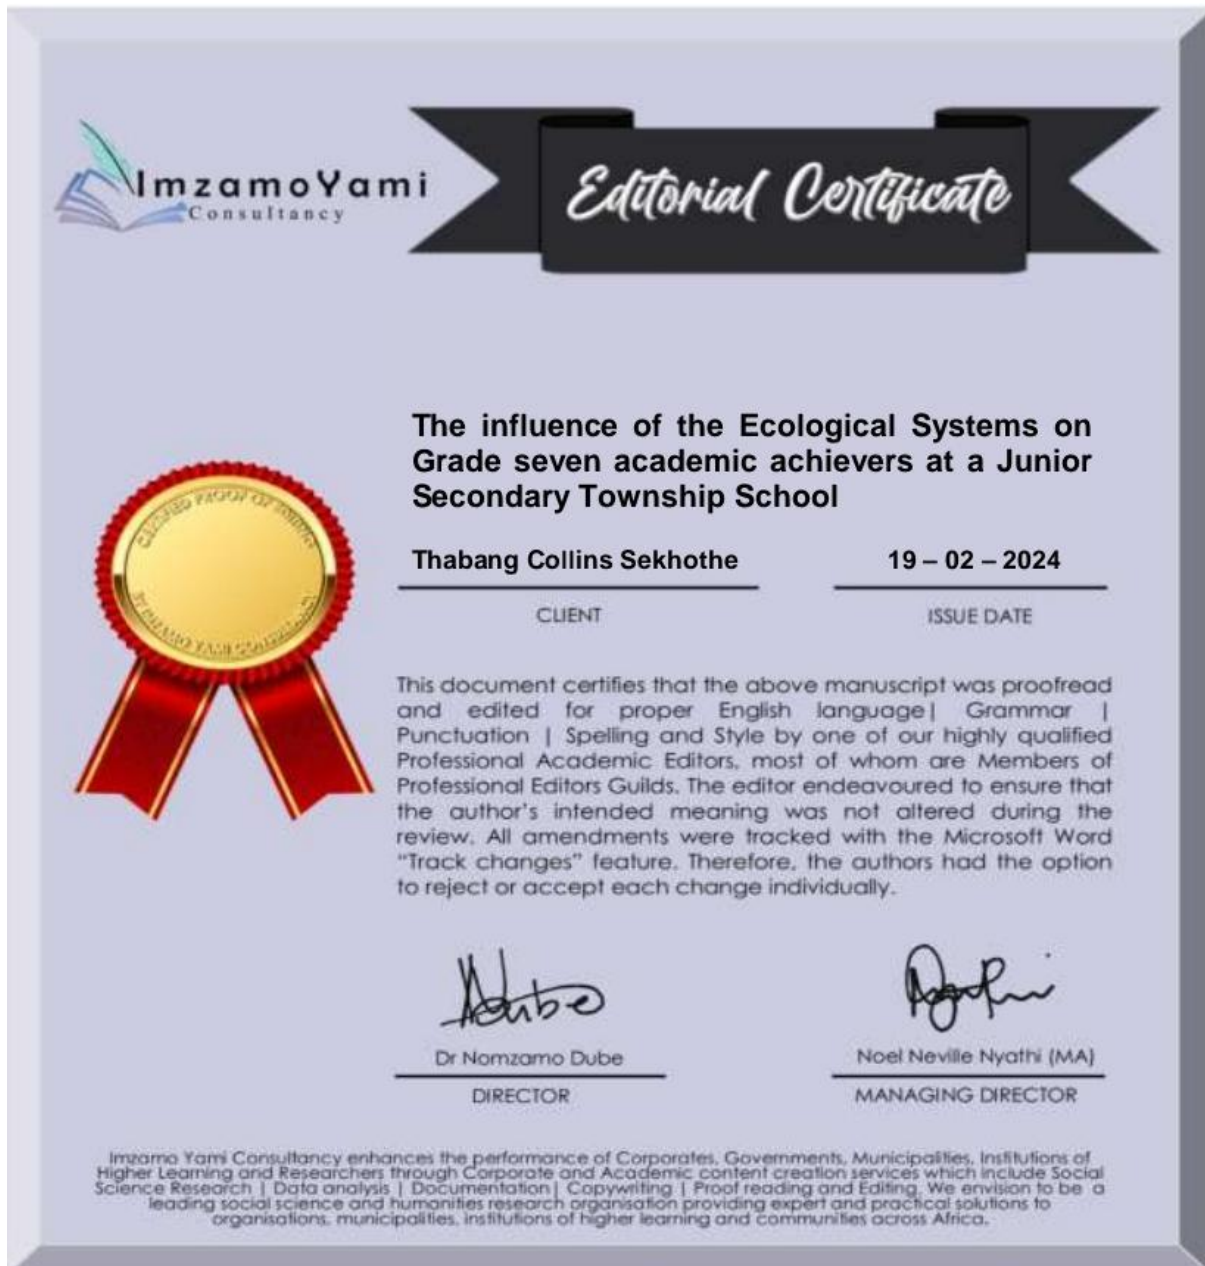 ImzamoYami
Consultancy
Editorial Certificate
The influence of the Ecological Systems on
Grade seven academic achievers at a Junior
Secondary Township School
Thabang Collins Sekhothe
19 – 02 – 2024
CLIENT
ISSUE DATE
CERTIFIED PROOF OF
BY IMZAMO YAMI CONSULTANCY
This document certifies that the above manuscript was proofread
and edited for proper English language| Grammar |
Punctuation | Spelling and Style by one of our highly qualified
Professional Academic Editors, most of whom are Members of
Professional Editors Guilds. The editor endeavoured to ensure that
the author's intended meaning was not altered during the
review. All amendments were tracked with the Microsoft Word
“Track changes” feature. Therefore, the authors had the option
to reject or accept each change individually.
Dr Nomzamo Dube
Noel Neville Nyathi (MA)
DIRECTOR
MANAGING DIRECTOR
Imzamo Yami Consultancy enhances the performance of Corporates, Governments, Municipalities, Institutions of
Higher Learning and Researchers through Corporate and Academic content creation services which include Social
Science Research | Data analysis | Documentation| Copywriting | Proof reading and Editing. We envision to be a
leading social science and humanities research organisation providing expert and practical solutions to
organisations, municipalities, institutions of higher learning and communities across Africa.